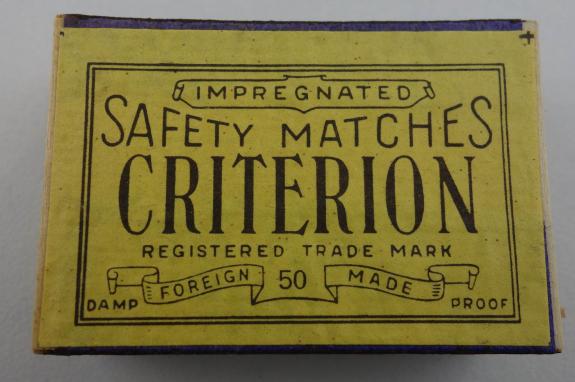 IMPREGNATED
SAFETY MATCHES
CRITERION
REGISTERED TRADE MARK
FOREIGN 50 MADE
DAMP PROOF